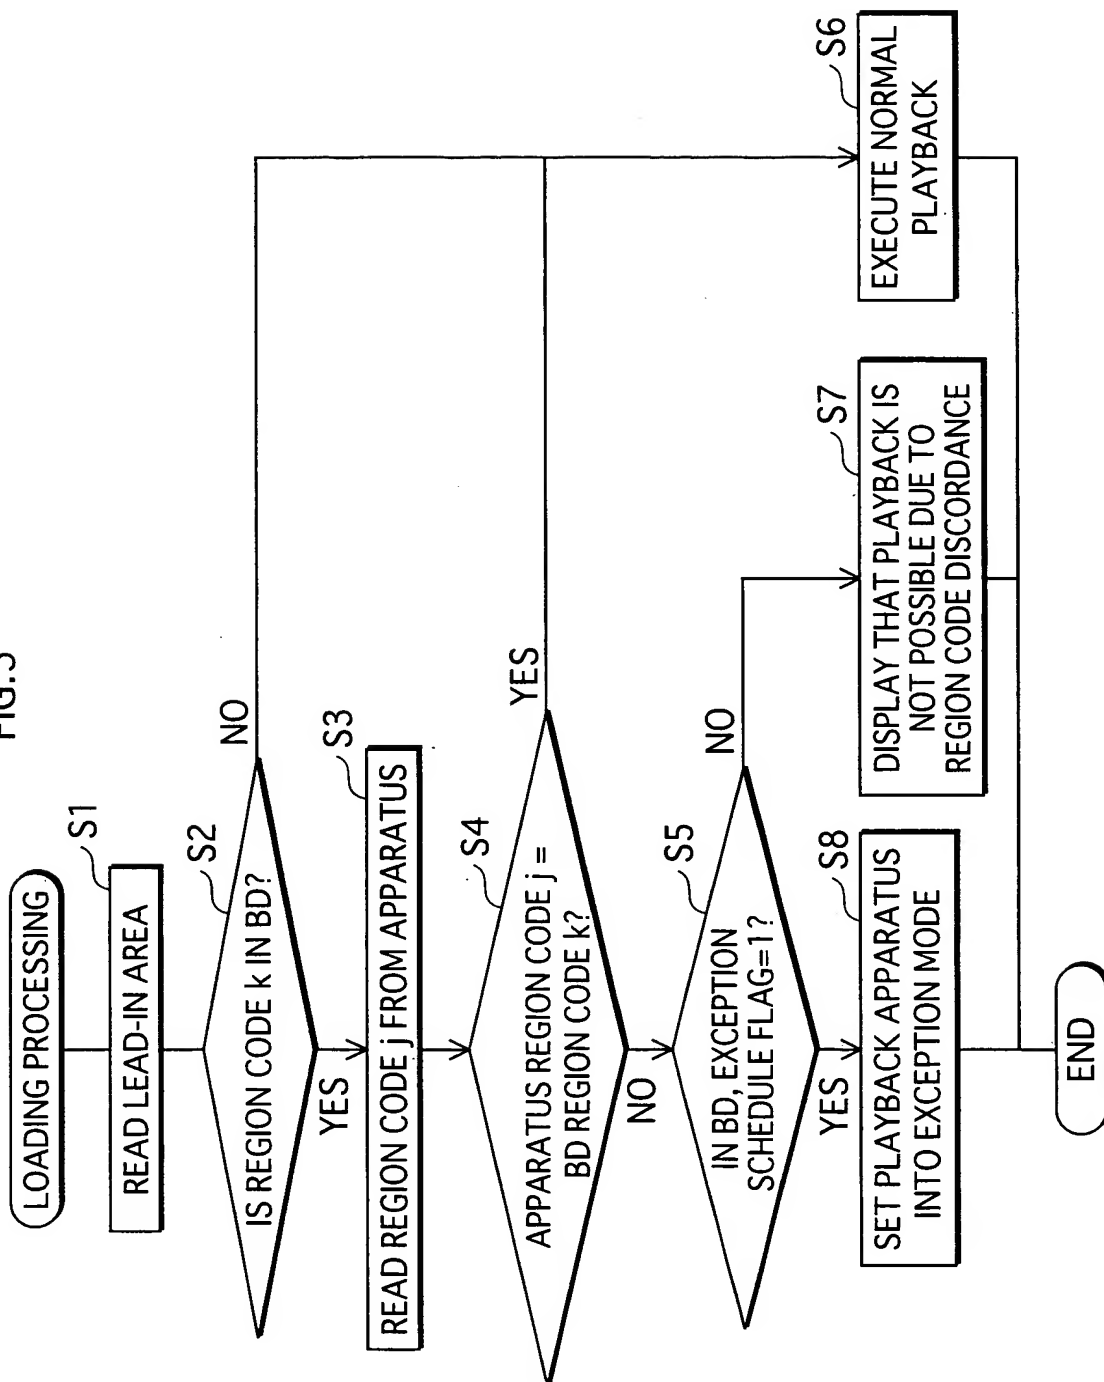 FIG.5
LOADING PROCESSING
S1
READ LEAD-IN AREA
S2
IS REGION CODE k IN BD?
NO
YES
S3
READ REGION CODE j FROM APPARATUS
S4
APPARATUS REGION CODE j =
BD REGION CODE k?
YES
NO
S5
IN BD, EXCEPTION
SCHEDULE FLAG=1?
NO
YES
S8
SET PLAYBACK APPARATUS
INTO EXCEPTION MODE
S7
DISPLAY THAT PLAYBACK IS
NOT POSSIBLE DUE TO
REGION CODE DISCORDANCE
S6
EXECUTE NORMAL
PLAYBACK
END